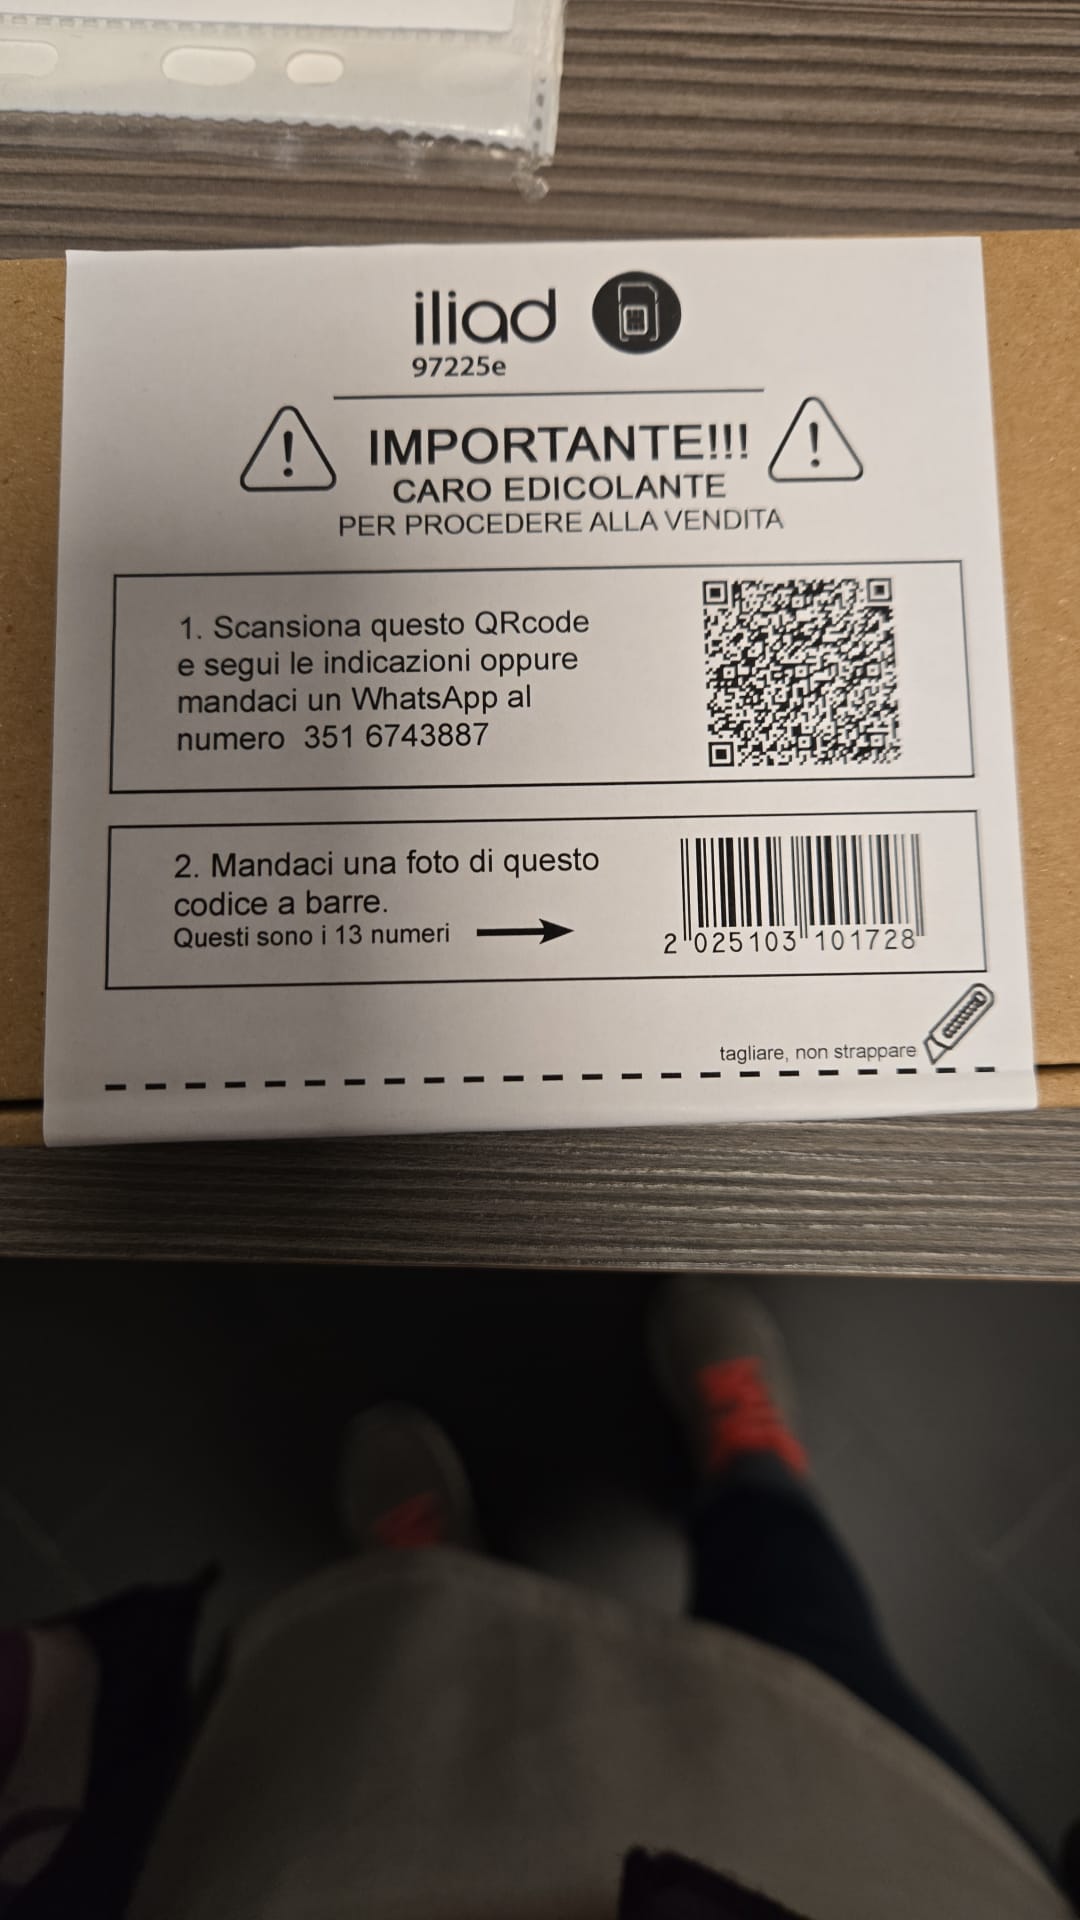 iliad
97225e
IMPORTANTE!!!
CARO EDICOLANTE
PER PROCEDERE ALLA VENDITA
1. Scansiona questo QRcode
e segui le indicazioni oppure
mandaci un WhatsApp al
numero 351 6743887
2. Mandaci una foto di questo
codice a barre.
Questi sono i 13 numeri
2 025103 101728
tagliare, non strappare